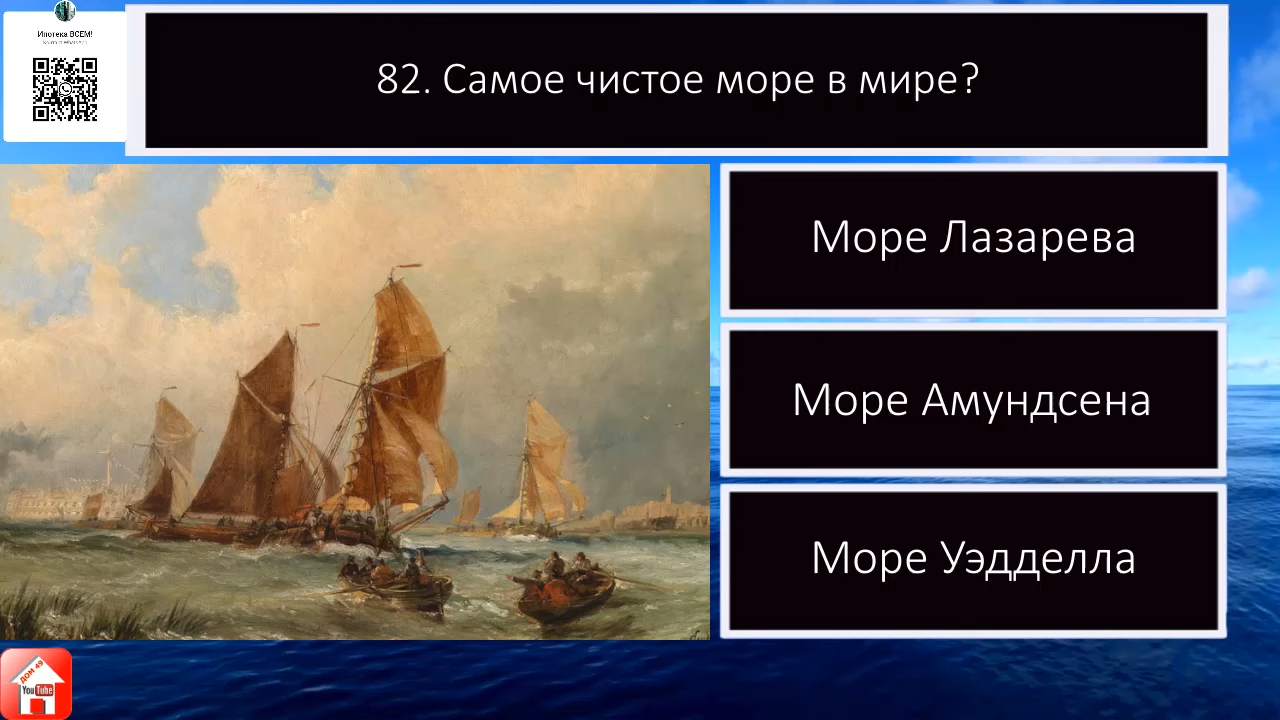 Ипотека ВСЕМ!
82. Самое чистое море в мире?
Море Лазарева
Море Амундсена
Море Уэдделла
ДОМ 49
YouTube